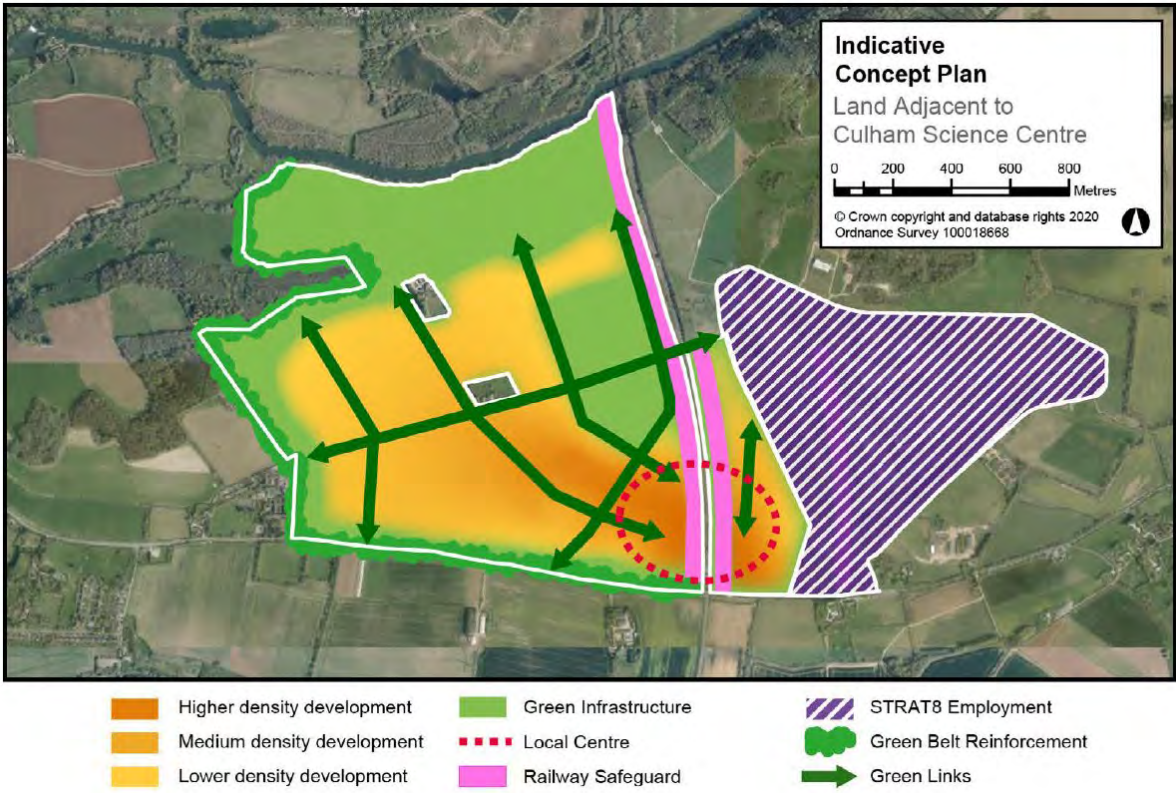 Indicative
Concept Plan
Land Adjacent to
Culham Science Centre
0 200 400 600 800
Metres
© Crown copyright and database rights 2020
Ordnance Survey 100018668
Higher density development
Medium density development
Lower density development
Green Infrastructure
Local Centre
Railway Safeguard
STRAT8 Employment
Green Belt Reinforcement
Green Links